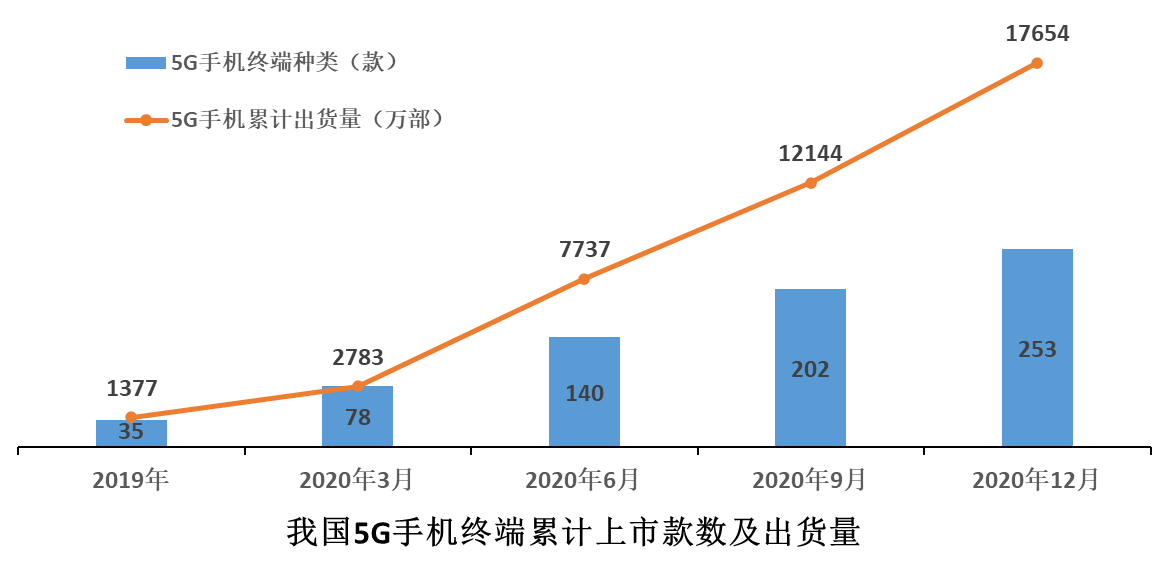 17654
5G手机终端种类（款）
5G手机累计出货量（万部）
12144
7737
2783
1377
253
202
140
78
35
2019年
2020年3月
2020年6月
2020年9月
2020年12月
我国5G手机终端累计上市款数及出货量